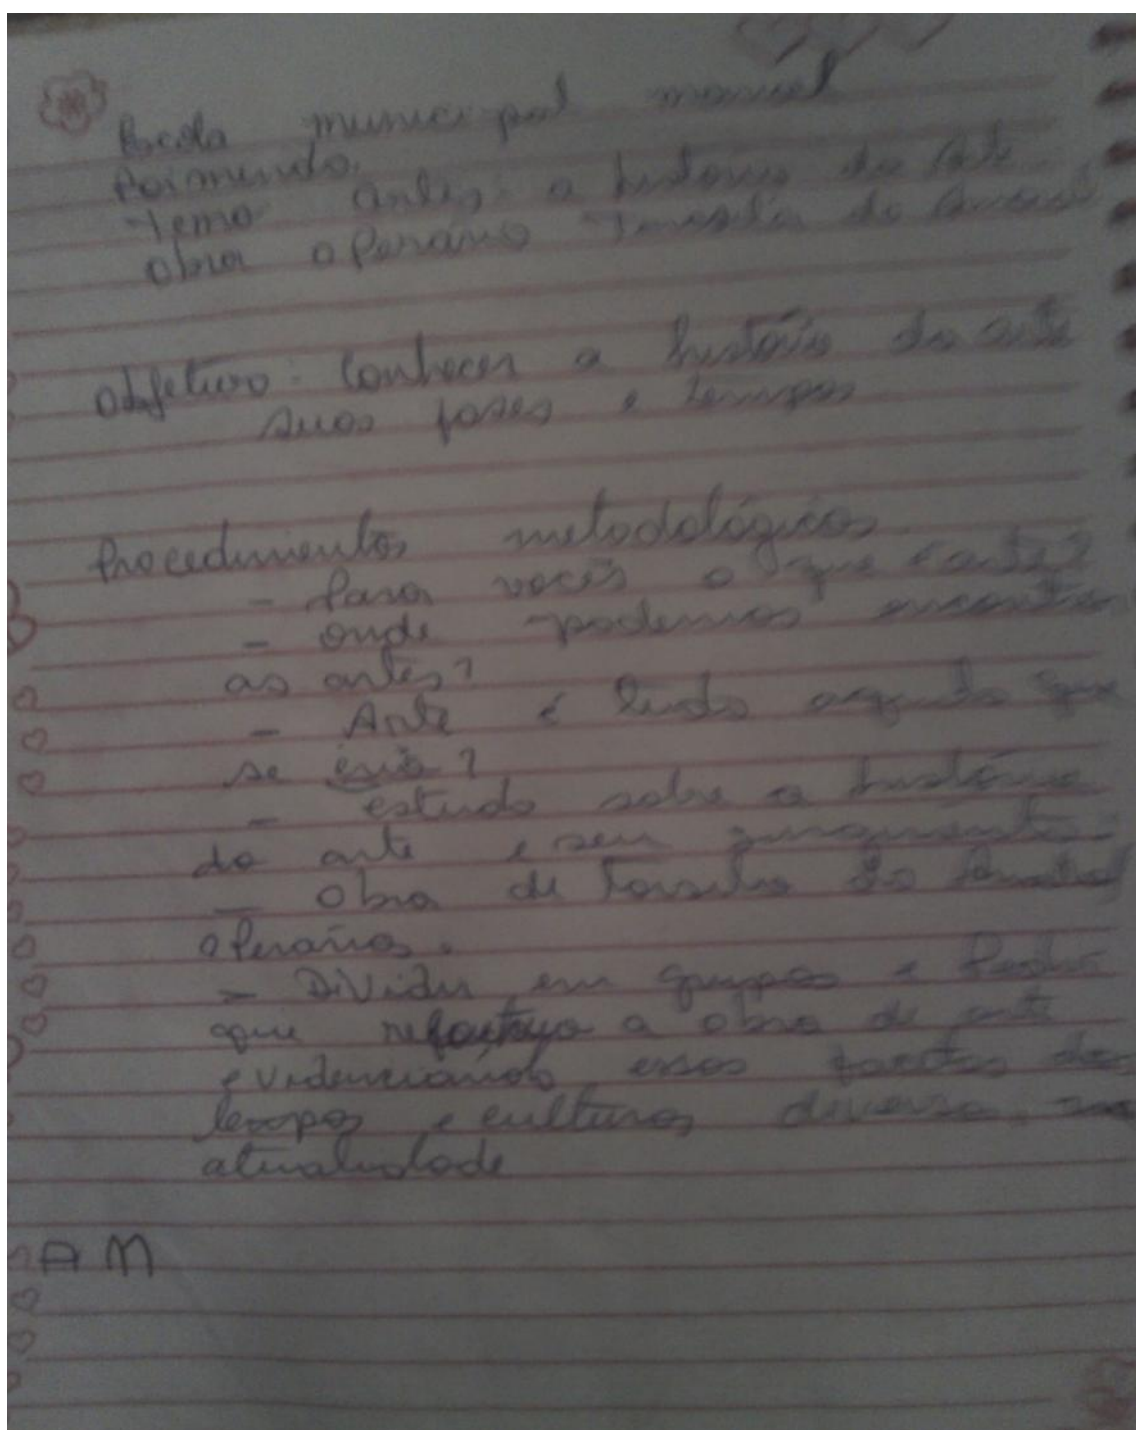 Escola municipal manoel
Raimundo.
Tema: Artes: a história da arte
obra operários Tarsila do Amaral
objetivo: Conhecer a história da arte
suas fases e tempos
Procedimentos metodológicos
- Para vocês o que é arte?
- onde podemos encontrar
as artes?
- Arte é tudo aquilo que
se cria?
- estudo sobre a história
da arte e seu surgimento.
- obra de Tarsila do Amaral
operários.
- Dividir em grupos e Pedir
que refaça a obra de arte
evidenciando essas
tempos e culturas diversas na
atualidade
AM